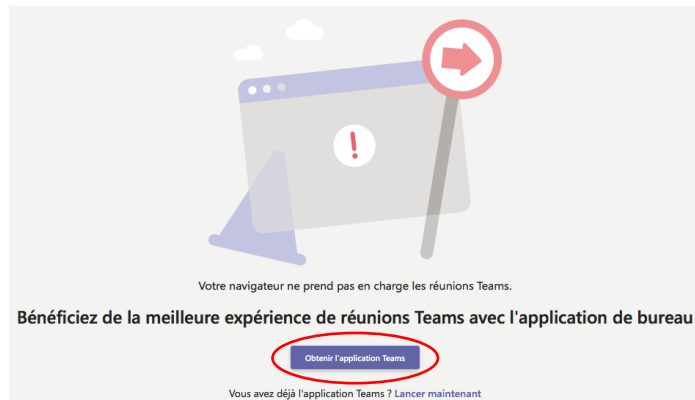 Votre navigateur ne prend pas en charge les réunions Teams.
Bénéficiez de la meilleure expérience de réunions Teams avec l'application de bureau
Obtenir l'application Teams
Vous avez déjà l'application Teams ? Lancer maintenant